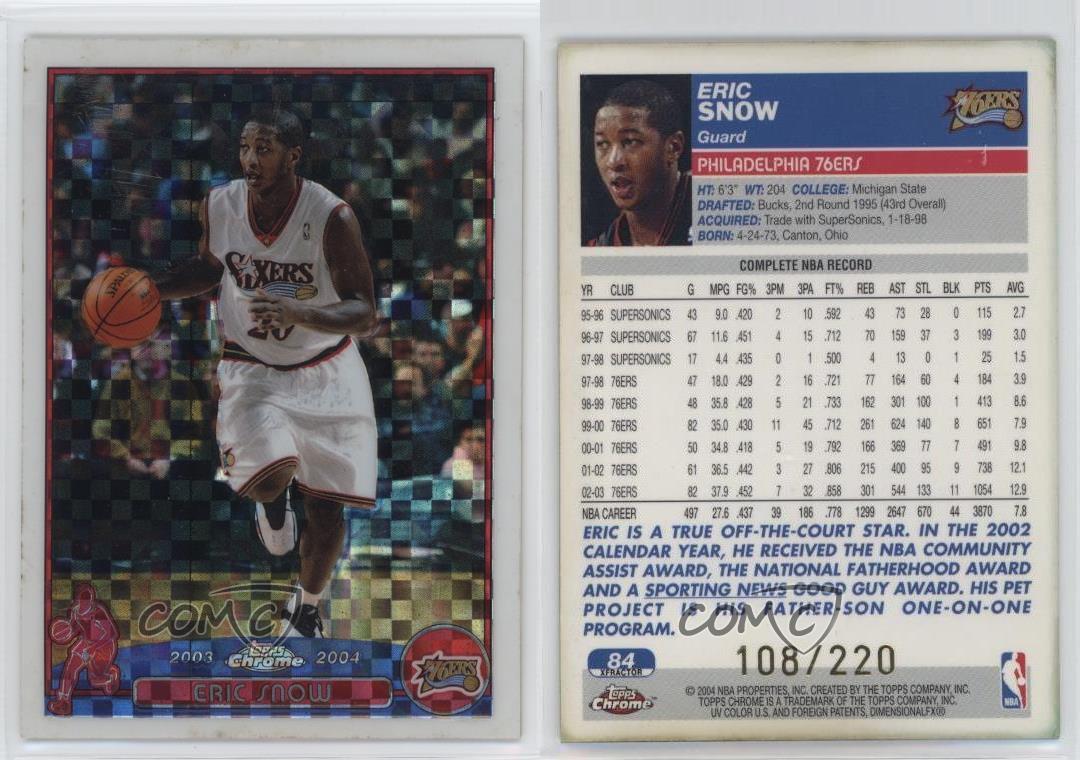 SPALDING
SIXERS
20
COMC
2003 Topps Chrome 2004
76ERS
ERIC SNOW
ERIC
SNOW
Guard
76ERS
PHILADELPHIA 76ERS
HT: 6'3" WT: 204 COLLEGE: Michigan State
DRAFTED: Bucks, 2nd Round 1995 (43rd Overall)
ACQUIRED: Trade with SuperSonics, 1-18-98
BORN: 4-24-73, Canton, Ohio
COMPLETE NBA RECORD
YR CLUB G MPG FG% 3PM 3PA FT% REB AST STL BLK PTS AVG
95-96 SUPERSONICS 43 9.0 .420 2 10 .592 43 73 28 0 115 2.7
96-97 SUPERSONICS 67 11.6 .451 4 15 .712 70 159 37 3 199 3.0
97-98 SUPERSONICS 17 4.4 .435 0 1 .500 4 13 0 1 25 1.5
97-98 76ERS 47 18.0 .429 2 16 .721 77 164 60 4 184 3.9
98-99 76ERS 48 35.8 .428 5 21 .733 162 301 100 1 413 8.6
99-00 76ERS 82 35.0 .430 11 45 .712 261 624 140 8 651 7.9
00-01 76ERS 50 34.8 .418 5 19 .792 166 369 77 7 491 9.8
01-02 76ERS 61 36.5 .442 3 27 .806 215 400 95 9 738 12.1
02-03 76ERS 82 37.9 .452 7 32 .858 301 544 133 11 1054 12.9
NBA CAREER 497 27.6 .437 39 186 .778 1299 2647 670 44 3870 7.8
ERIC IS A TRUE OFF-THE-COURT STAR. IN THE 2002
CALENDAR YEAR, HE RECEIVED THE NBA COMMUNITY
ASSIST AWARD, THE NATIONAL FATHERHOOD AWARD
AND A SPORTING NEWS GOOD GUY AWARD. HIS PET
PROJECT IS HIS FATHER-SON ONE-ON-ONE
PROGRAM.
COMC
84
XFRACTOR
108/220
Topps Chrome
© 2004 NBA PROPERTIES, INC. CREATED BY THE TOPPS COMPANY, INC.
TOPPS CHROME IS A TRADEMARK OF THE TOPPS COMPANY, INC.
UV COLOR U.S. AND FOREIGN PATENTS, DIMENSIONALFX®
NBA